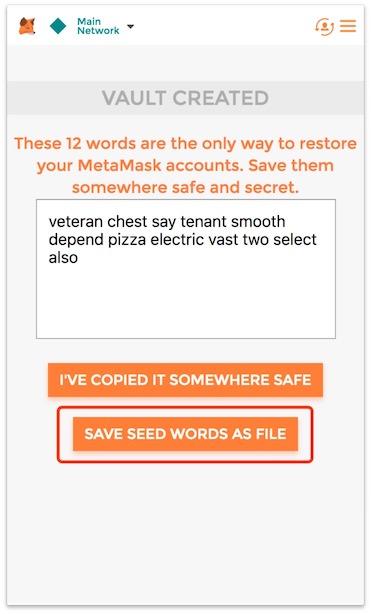 Main
Network
VAULT CREATED
These 12 words are the only way to restore
your MetaMask accounts. Save them
somewhere safe and secret.
veteran chest say tenant smooth
depend pizza electric vast two select
also
I'VE COPIED IT SOMEWHERE SAFE
SAVE SEED WORDS AS FILE